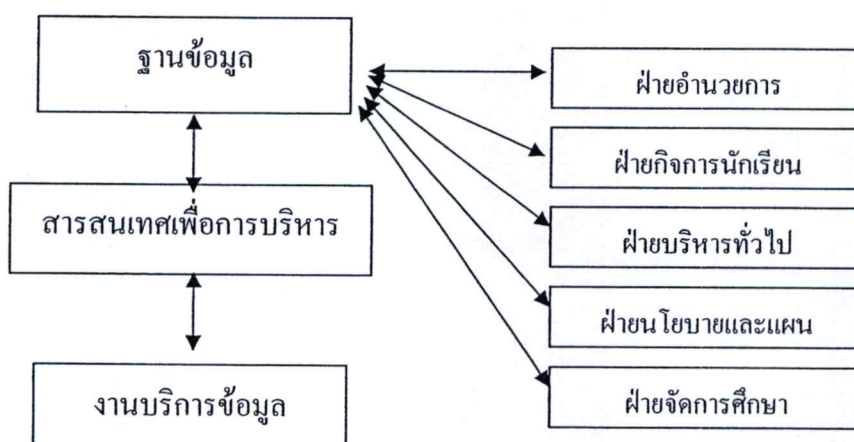 ฐานข้อมูล
สารสนเทศเพื่อการบริหาร
งานบริการข้อมูล
ฝ่ายอำนวยการ
ฝ่ายกิจการนักเรียน
ฝ่ายบริหารทั่วไป
ฝ่ายนโยบายและแผน
ฝ่ายจัดการศึกษา